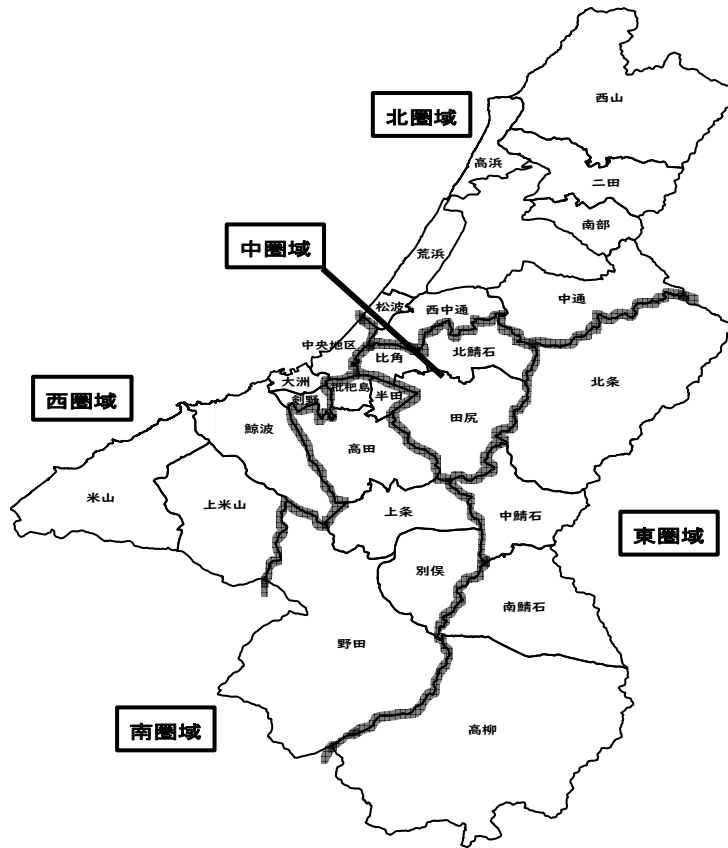 西山
北圏域
高浜
二田
南部
中圏域
荒浜
中通
松波
西中通
中央地区
比角
北鯖石
大洲
枇杷島
半田
北条
剣野
西圏域
田尻
鯨波
高田
米山
上米山
上条
中鯖石
東圏域
別俣
南鯖石
野田
南圏域
高柳